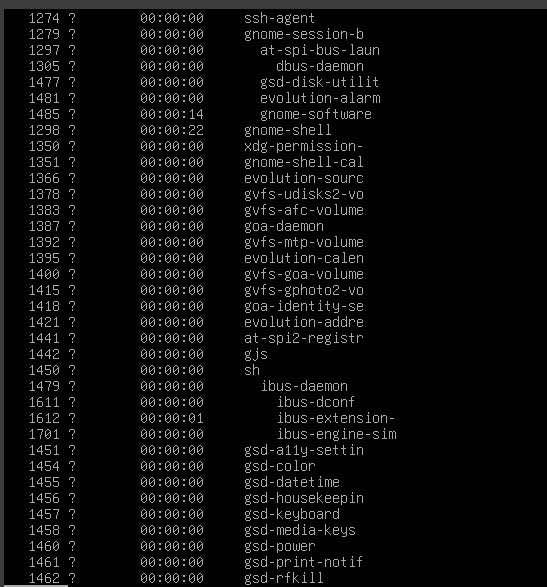 1274 ? 00:00:00 ssh-agent
1279 ? 00:00:00 gnome-session-b
1297 ? 00:00:00 at-spi-bus-laun
1305 ? 00:00:00 dbus-daemon
1477 ? 00:00:00 gsd-disk-utilit
1481 ? 00:00:00 evolution-alarm
1485 ? 00:00:14 gnome-software
1298 ? 00:00:22 gnome-shell
1350 ? 00:00:00 xdg-permission-
1351 ? 00:00:00 gnome-shell-cal
1366 ? 00:00:00 evolution-sourc
1378 ? 00:00:00 gvfs-udisks2-vo
1383 ? 00:00:00 gvfs-afc-volume
1387 ? 00:00:00 goa-daemon
1392 ? 00:00:00 gvfs-mtp-volume
1395 ? 00:00:00 evolution-calen
1400 ? 00:00:00 gvfs-goa-volume
1415 ? 00:00:00 gvfs-gphoto2-vo
1418 ? 00:00:00 goa-identity-se
1421 ? 00:00:00 evolution-addre
1441 ? 00:00:00 at-spi2-registr
1442 ? 00:00:00 gjs
1450 ? 00:00:00 sh
1479 ? 00:00:00 ibus-daemon
1611 ? 00:00:00 ibus-dconf
1612 ? 00:00:01 ibus-extension-
1701 ? 00:00:00 ibus-engine-sim
1451 ? 00:00:00 gsd-a11y-settin
1454 ? 00:00:00 gsd-color
1455 ? 00:00:00 gsd-datetime
1456 ? 00:00:00 gsd-housekeepin
1457 ? 00:00:00 gsd-keyboard
1458 ? 00:00:00 gsd-media-keys
1460 ? 00:00:00 gsd-power
1461 ? 00:00:00 gsd-print-notif
1462 ? 00:00:00 gsd-rfkill